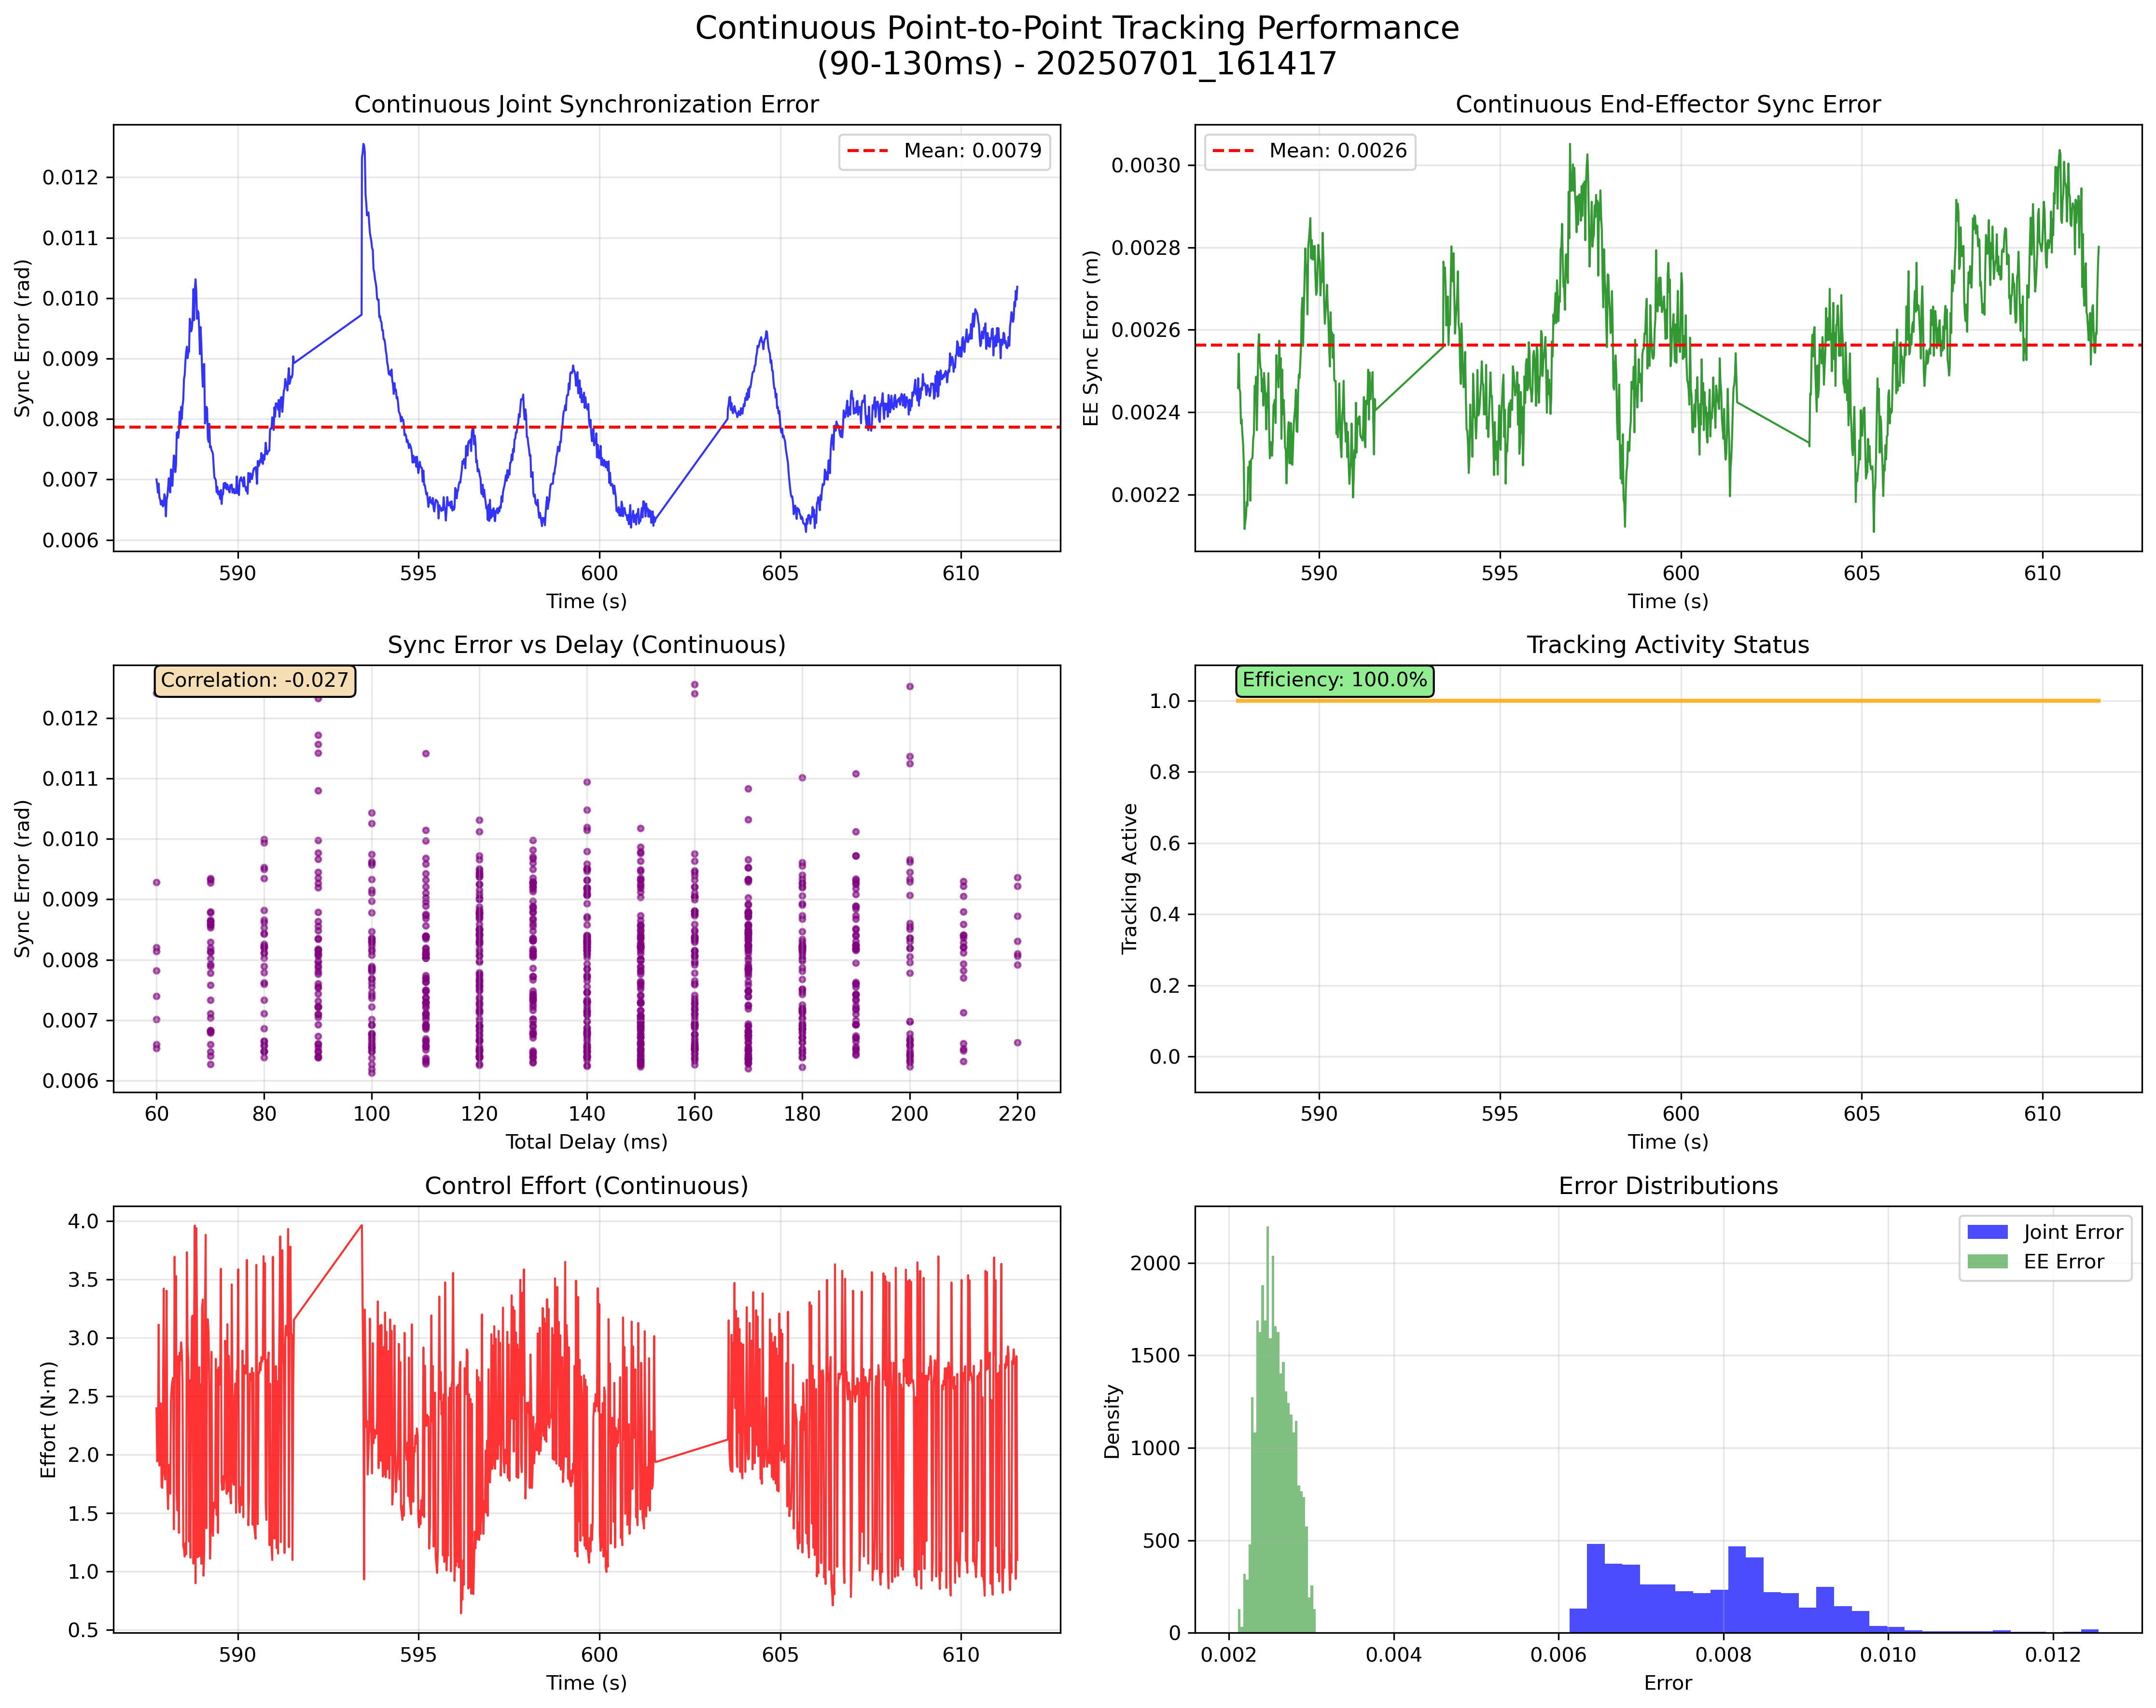 Continuous Point-to-Point Tracking Performance
(90-130ms) - 20250701_161417
Continuous Joint Synchronization Error
Mean: 0.0079
Sync Error (rad)
0.012
0.011
0.010
0.009
0.008
0.007
0.006
590 595 600 605 610
Time (s)
Continuous End-Effector Sync Error
Mean: 0.0026
EE Sync Error (m)
0.0030
0.0028
0.0026
0.0024
0.0022
590 595 600 605 610
Time (s)
Sync Error vs Delay (Continuous)
Correlation: -0.027
Sync Error (rad)
0.012
0.011
0.010
0.009
0.008
0.007
0.006
60 80 100 120 140 160 180 200 220
Total Delay (ms)
Tracking Activity Status
Efficiency: 100.0%
Tracking Active
1.0
0.8
0.6
0.4
0.2
0.0
590 595 600 605 610
Time (s)
Control Effort (Continuous)
Effort (N·m)
4.0
3.5
3.0
2.5
2.0
1.5
1.0
0.5
590 595 600 605 610
Time (s)
Error Distributions
Joint Error
EE Error
Density
2000
1500
1000
500
0
0.002 0.004 0.006 0.008 0.010 0.012
Error